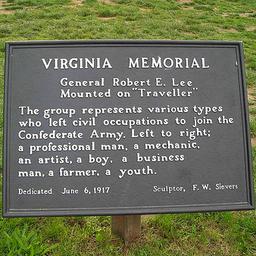 VIRGINIA MEMORIAL
General Robert E. Lee
Mounted on "Traveller"
The group represents various types
who left civil occupations to join the
Confederate Army. Left to right;
a professional man, a mechanic,
an artist, a boy, a business
man, a farmer, a youth.
Dedicated June 6, 1917 Sculptor, F. W. Sievers